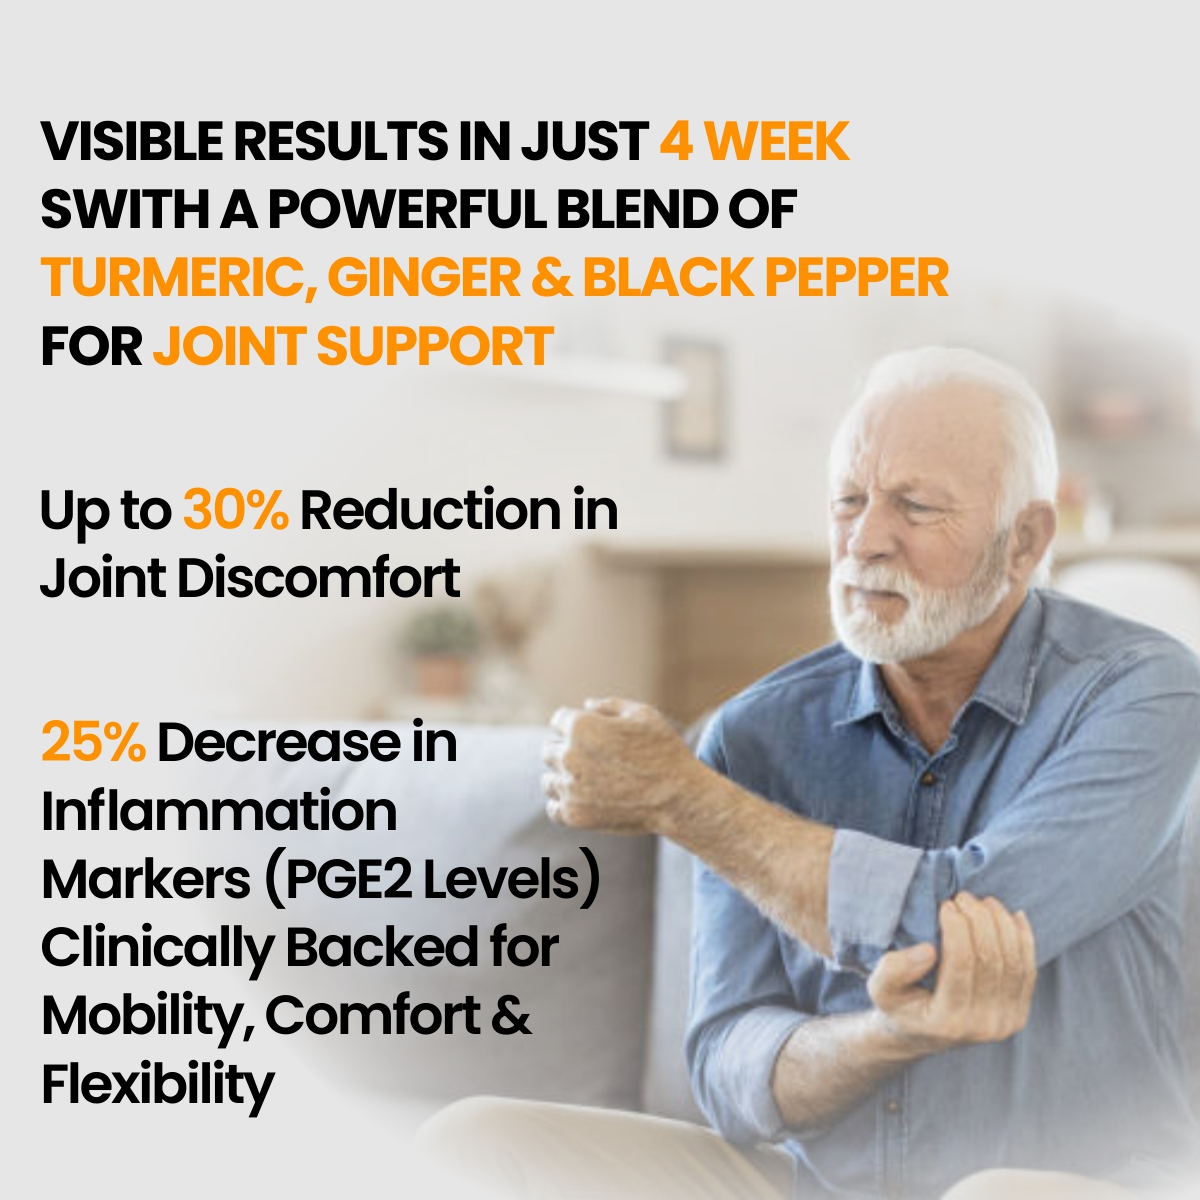 VISIBLE RESULTS IN JUST 4 WEEK
SWITH A POWERFUL BLEND OF
TURMERIC, GINGER & BLACK PEPPER
FOR JOINT SUPPORT
Up to 30% Reduction in
Joint Discomfort
25% Decrease in
Inflammation
Markers (PGE2 Levels)
Clinically Backed for
Mobility, Comfort &
Flexibility